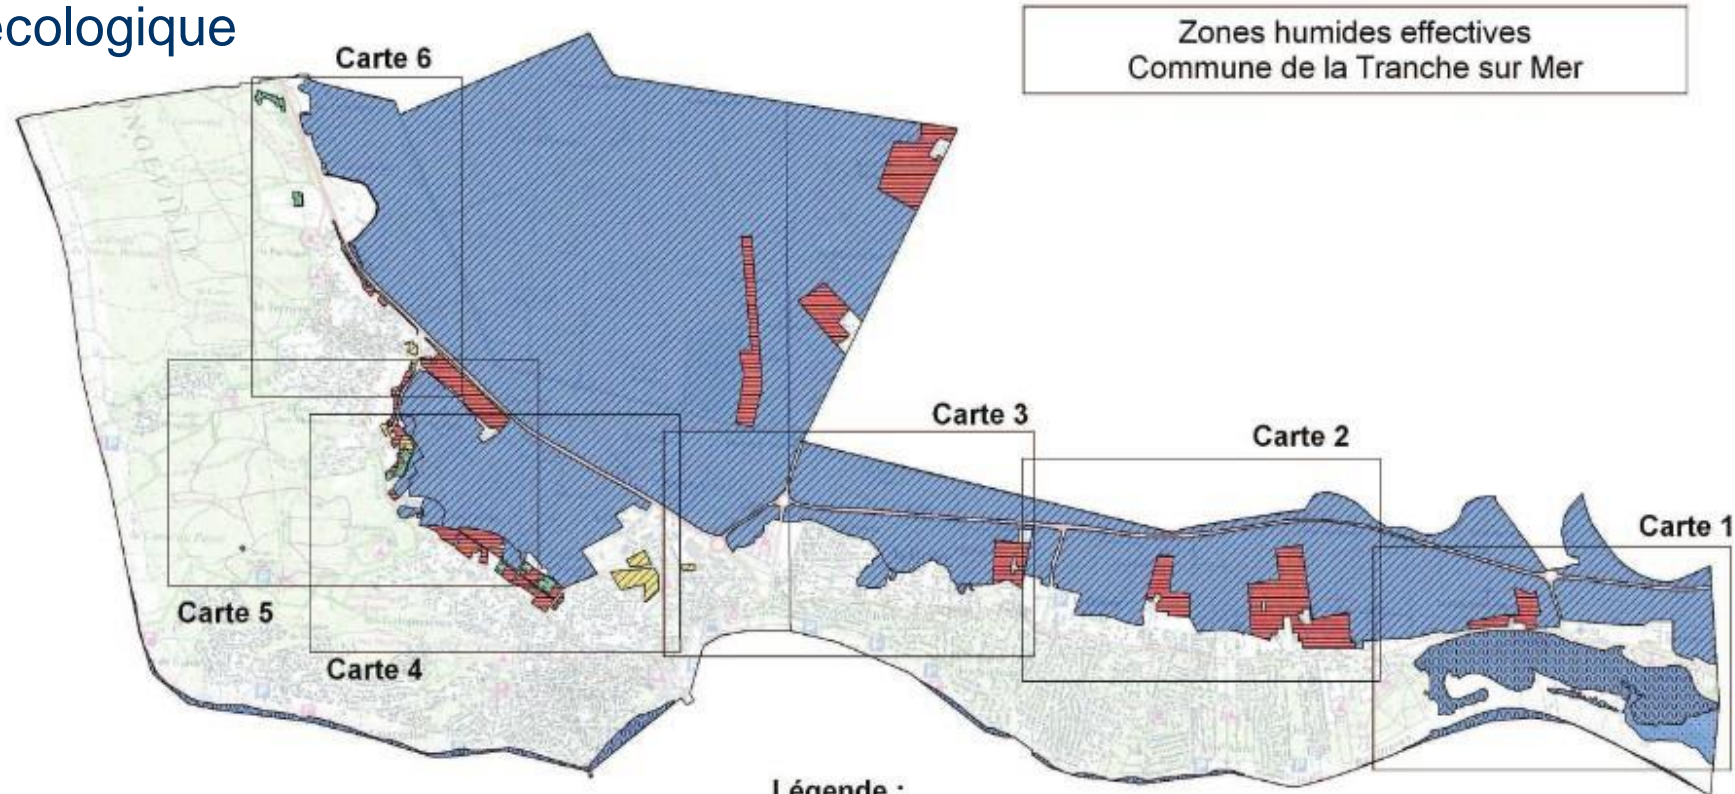 écologique
Zones humides effectives
Commune de la Tranche sur Mer
Carte 6
Carte 3
Carte 2
Carte 1
Carte 5
Carte 4
Légende :